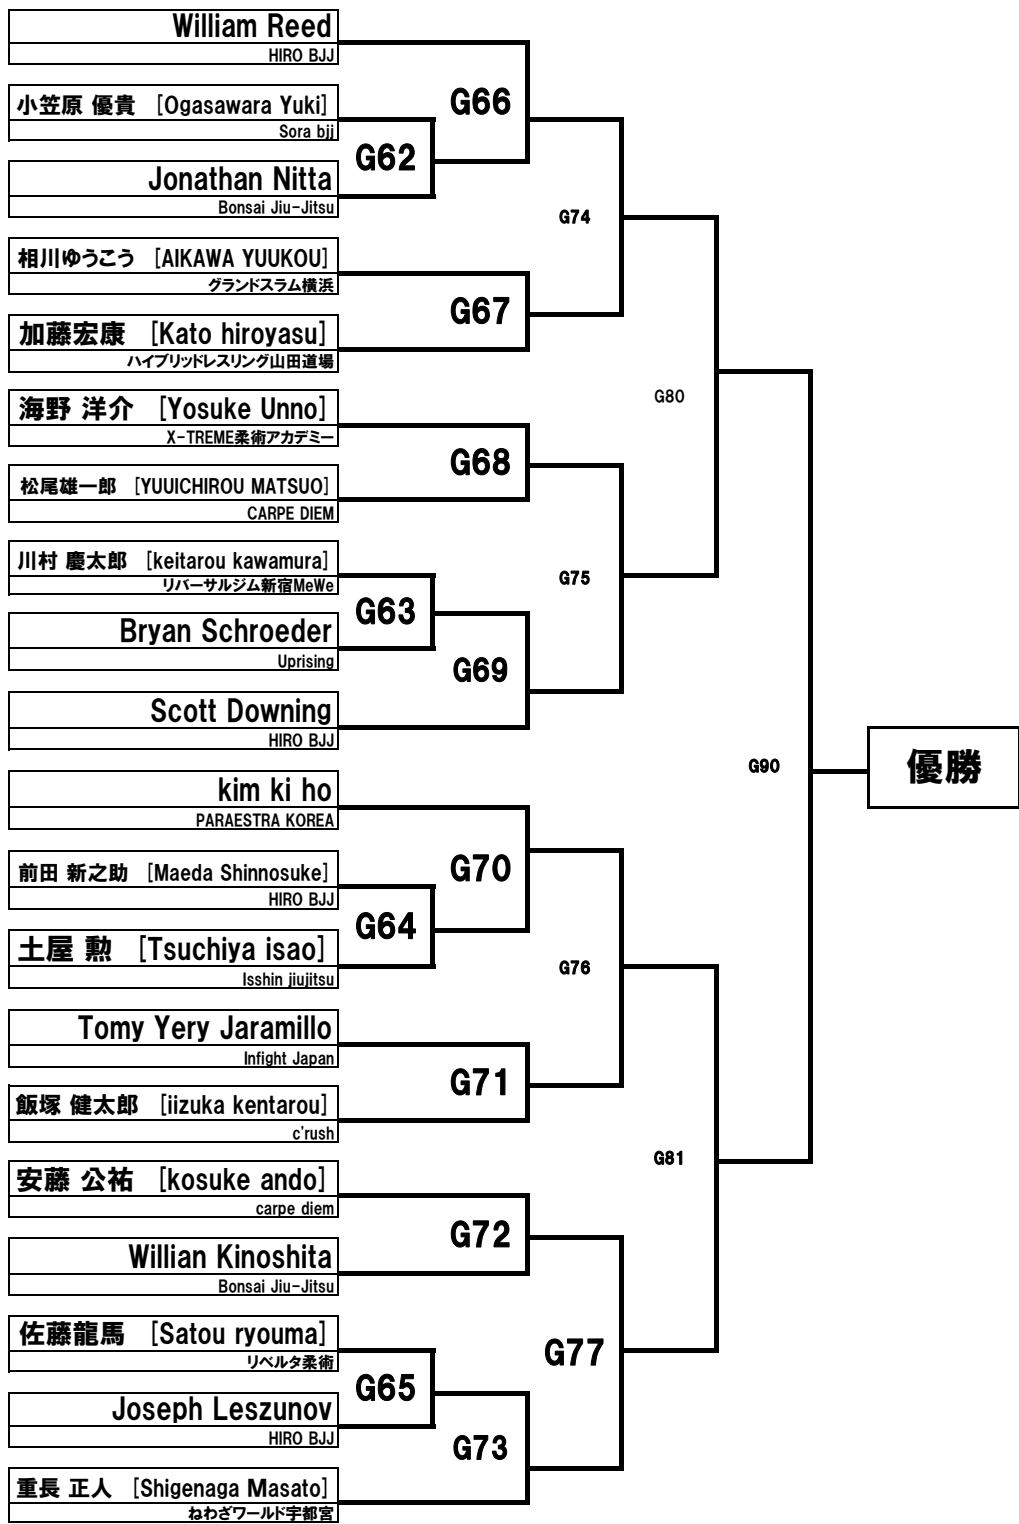 William Reed
HIRO BJJ
小笠原 優貴 [Ogasawara Yuki]
Sora bjj
Jonathan Nitta
Bonsai Jiu-Jitsu
相川ゆうこう [AIKAWA YUUKOU]
グランドスラム横浜
加藤宏康 [Kato hiroyasu]
ハイブリッドレスリング山田道場
海野 洋介 [Yosuke Unno]
X-TREME柔術アカデミー
松尾雄一郎 [YUUICHIROU MATSUO]
CARPE DIEM
川村 慶太郎 [keitarou kawamura]
リバーサルジム新宿MeWe
Bryan Schroeder
Uprising
Scott Downing
HIRO BJJ
kim ki ho
PARAESTRA KOREA
前田 新之助 [Maeda Shinnosuke]
HIRO BJJ
土屋 勲 [Tsuchiya isao]
Isshin jiujitsu
Tomy Yery Jaramillo
Infight Japan
飯塚 健太郎 [iizuka kentarou]
c'rush
安藤 公祐 [kosuke ando]
carpe diem
Willian Kinoshita
Bonsai Jiu-Jitsu
佐藤龍馬 [Satou ryouma]
リベルタ柔術
Joseph Leszunov
HIRO BJJ
重長 正人 [Shigenaga Masato]
ねわざワールド宇都宮
G62
G63
G64
G65
G66
G67
G68
G69
G70
G71
G72
G73
G74
G75
G76
G77
G80
G81
G90
優勝